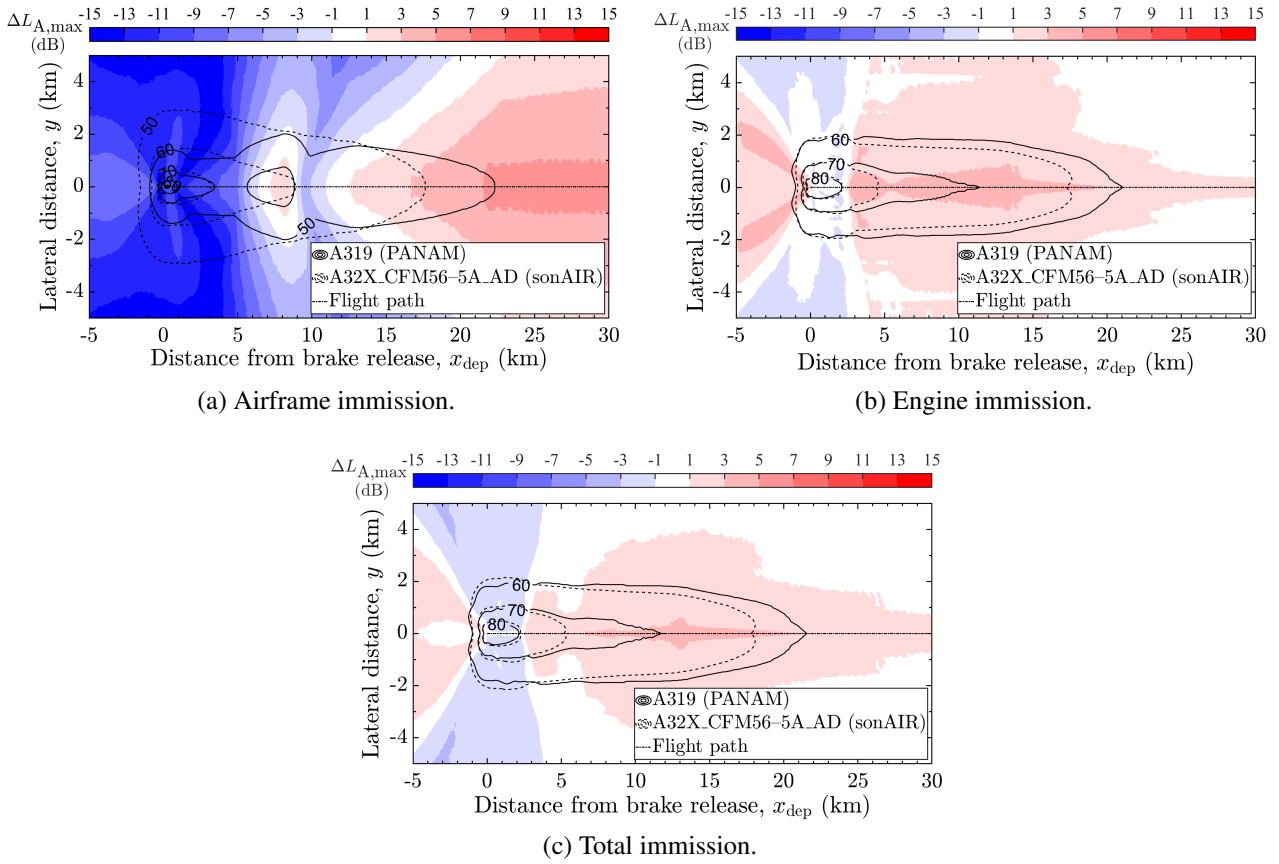 -15 -13 -11 -9 -7 -5 -3 -1 1 3 5 7 9 11 13 15
ΔL_A,max
(dB)
Lateral distance, y (km)
4
2
0
-2
-4
50
60
70
80
50
A319 (PANAM)
A32X_CFM56–5A_AD (sonAIR)
Flight path
-5 0 5 10 15 20 25 30
Distance from brake release, x_dep (km)
(a) Airframe immission.
-15 -13 -11 -9 -7 -5 -3 -1 1 3 5 7 9 11 13 15
ΔL_A,max
(dB)
Lateral distance, y (km)
4
2
0
-2
-4
60
70
80
A319 (PANAM)
A32X_CFM56–5A_AD (sonAIR)
Flight path
-5 0 5 10 15 20 25 30
Distance from brake release, x_dep (km)
(b) Engine immission.
-15 -13 -11 -9 -7 -5 -3 -1 1 3 5 7 9 11 13 15
ΔL_A,max
(dB)
Lateral distance, y (km)
4
2
0
-2
-4
60
70
80
A319 (PANAM)
A32X_CFM56–5A_AD (sonAIR)
Flight path
-5 0 5 10 15 20 25 30
Distance from brake release, x_dep (km)
(c) Total immission.